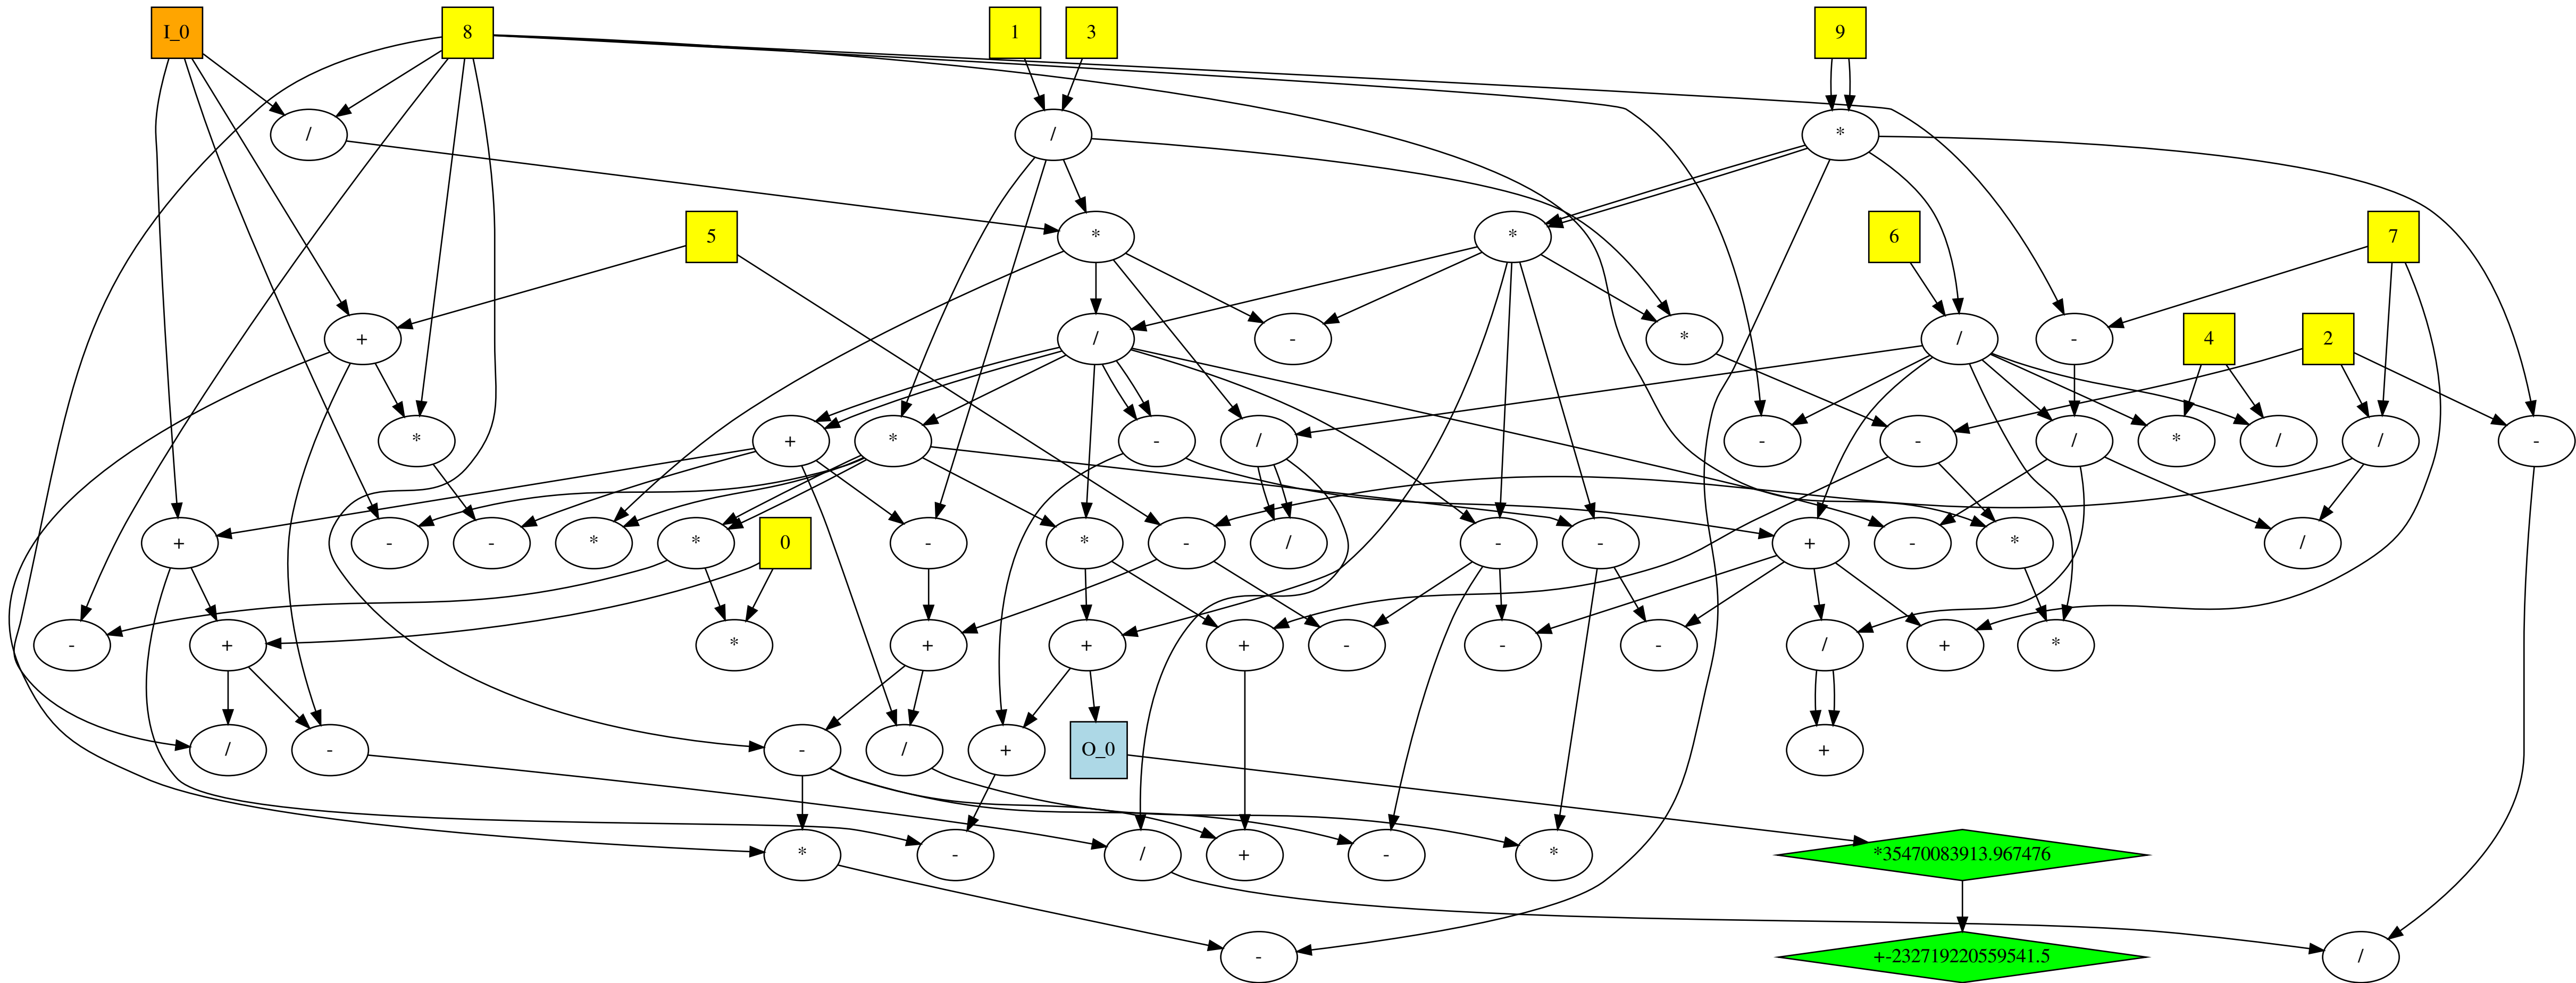 I_0 8 1 3 9
/ / *
5 * * 6 7
+ / - * / - 4 2
* + * - / - - / * / / -
+ - - * * 0 - * - / - - + - * /
- + * + + + - - - / + *
/ - - / + O_0 +
* - / + - * *35470083913.967476
- +-232719220559541.5 /